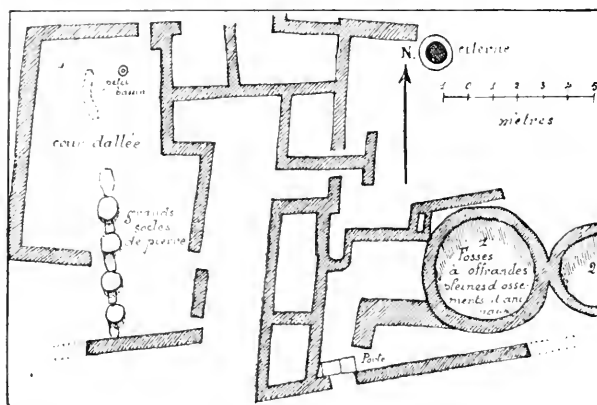 N.
citerne
1 0 1 2 3 4 5
mètres
petit
bassin
cour dallée
grands
socles
de pierre
1
Fosses
à offrandes
pleines d'osse-
ments d'ani-
maux
2
Porte